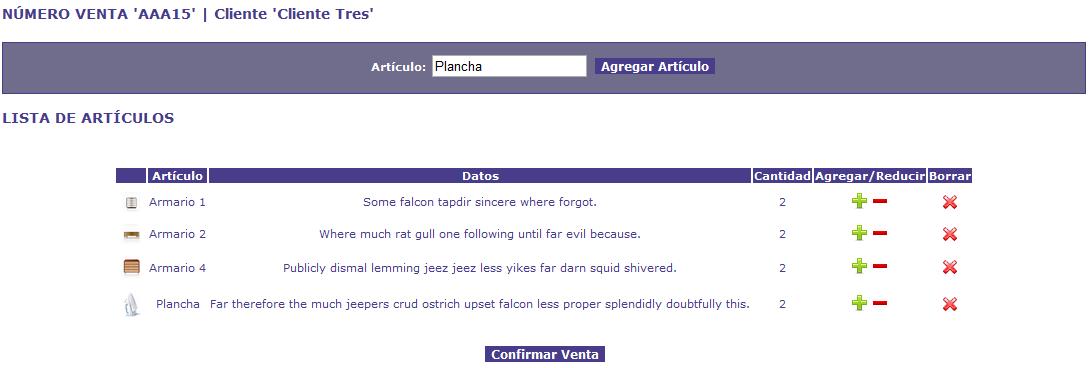 NÚMERO VENTA 'AAA15' | Cliente 'Cliente Tres'
Artículo: Plancha Agregar Artículo
LISTA DE ARTÍCULOS
Artículo Datos Cantidad Agregar/Reducir Borrar
Armario 1 Some falcon tapdir sincere where forgot. 2
Armario 2 Where much rat gull one following until far evil because. 2
Armario 4 Publicly dismal lemming jeez jeez less yikes far darn squid shivered. 2
Plancha Far therefore the much jeepers crud ostrich upset falcon less proper splendidly doubtfully this. 2
Confirmar Venta